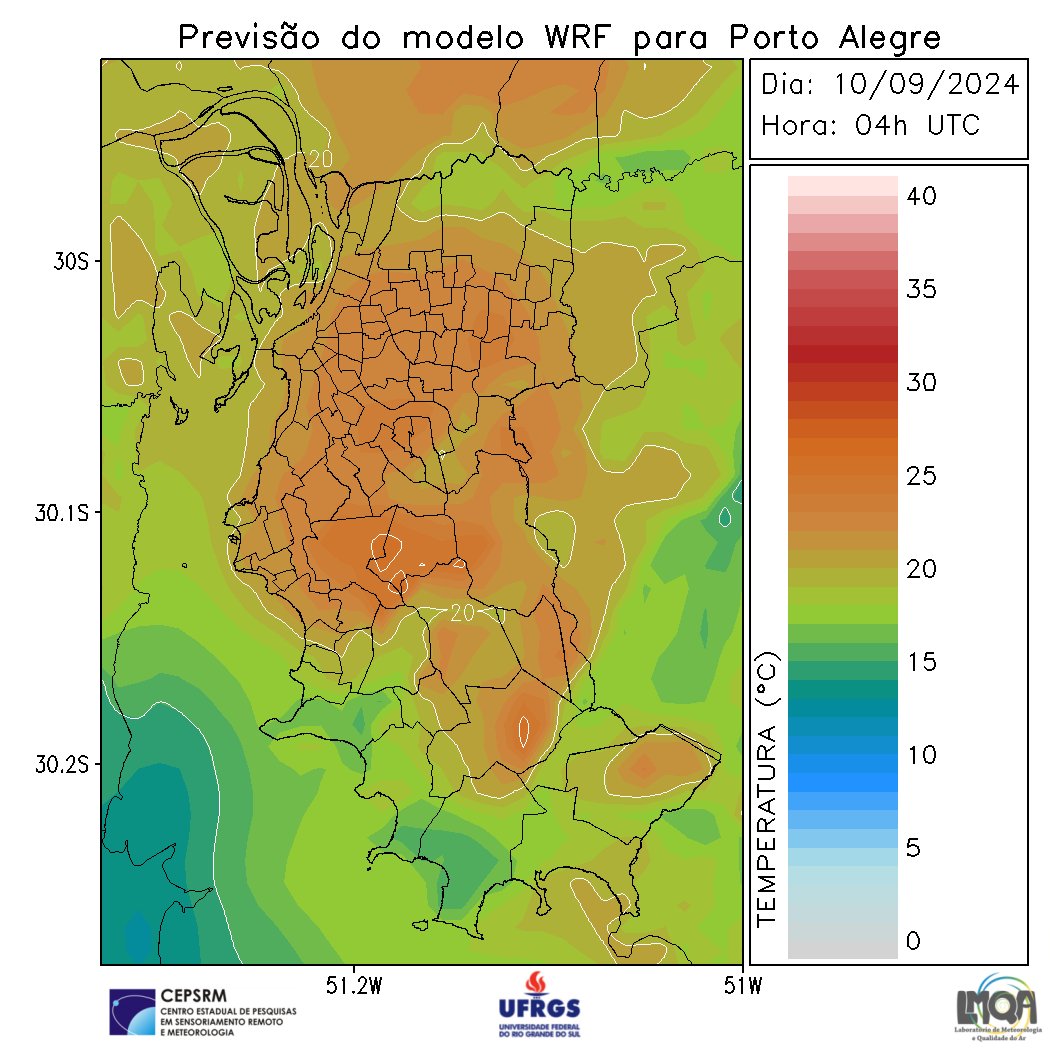 Previsão do modelo WRF para Porto Alegre
Dia: 10/09/2024
Hora: 04h UTC
20
20
30S
30.1S
30.2S
51.2W
51W
40
35
30
25
20
15
10
5
0
TEMPERATURA (°C)
CEPSRM
CENTRO ESTADUAL DE PESQUISAS
EM SENSORIAMENTO REMOTO
E METEOROLOGIA
UFRGS
UNIVERSIDADE FEDERAL
DO RIO GRANDE DO SUL
LMQA
Laboratório de Meteorologia
e Qualidade do Ar